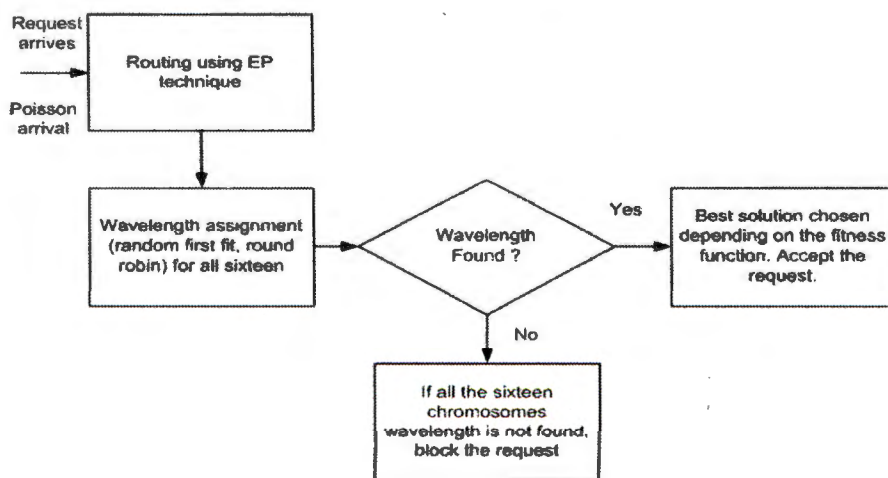 Request
arrives
Poisson
arrival
Routing using EP
technique
Wavelength assignment
(random first fit, round
robin) for all sixteen
Wavelength
Found ?
Yes
Best solution chosen
depending on the fitness
function. Accept the
request.
No
If all the sixteen
chromosomes
wavelength is not found,
block the request